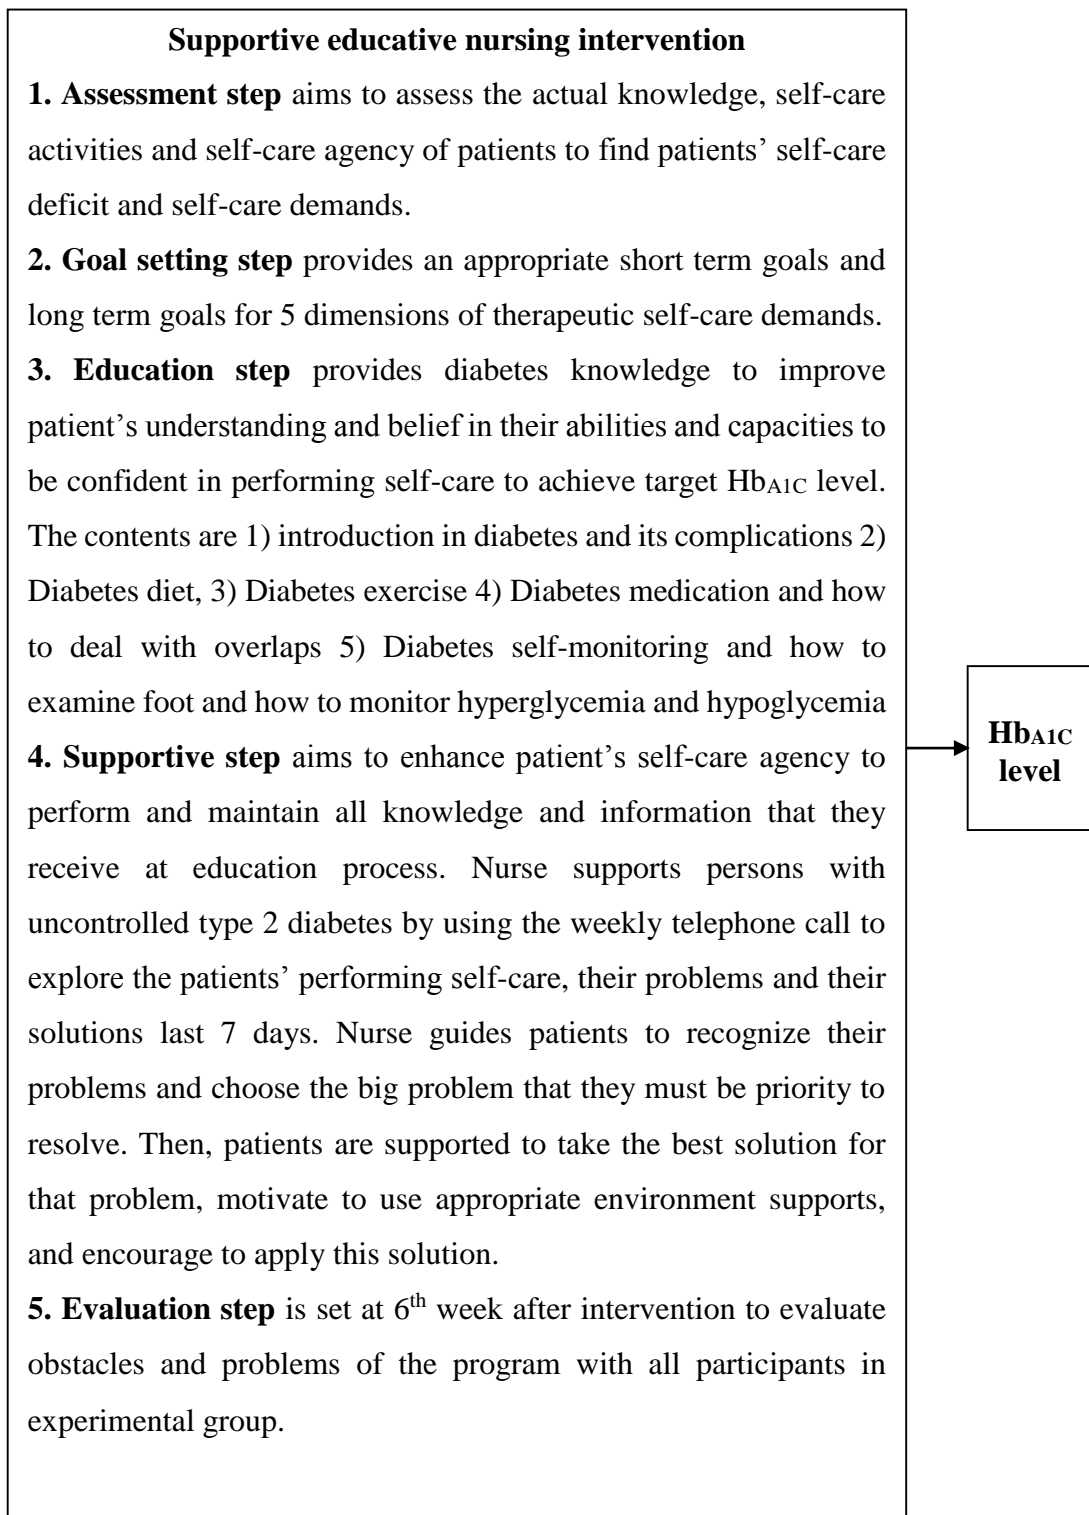 Supportive educative nursing intervention
1. Assessment step aims to assess the actual knowledge, self-care
activities and self-care agency of patients to find patients’ self-care
deficit and self-care demands.
2. Goal setting step provides an appropriate short term goals and
long term goals for 5 dimensions of therapeutic self-care demands.
3. Education step provides diabetes knowledge to improve
patient’s understanding and belief in their abilities and capacities to
be confident in performing self-care to achieve target HbA1C level.
The contents are 1) introduction in diabetes and its complications 2)
Diabetes diet, 3) Diabetes exercise 4) Diabetes medication and how
to deal with overlaps 5) Diabetes self-monitoring and how to
examine foot and how to monitor hyperglycemia and hypoglycemia
4. Supportive step aims to enhance patient’s self-care agency to
perform and maintain all knowledge and information that they
receive at education process. Nurse supports persons with
uncontrolled type 2 diabetes by using the weekly telephone call to
explore the patients’ performing self-care, their problems and their
solutions last 7 days. Nurse guides patients to recognize their
problems and choose the big problem that they must be priority to
resolve. Then, patients are supported to take the best solution for
that problem, motivate to use appropriate environment supports,
and encourage to apply this solution.
5. Evaluation step is set at 6th week after intervention to evaluate
obstacles and problems of the program with all participants in
experimental group.
HbA1C
level